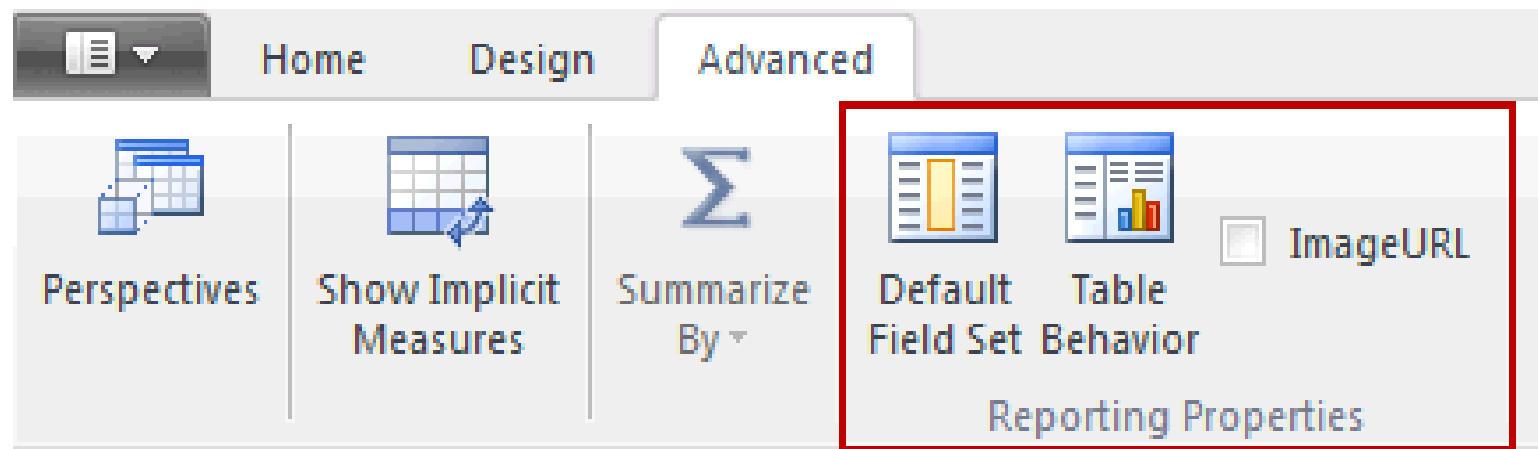 Home Design Advanced
Perspectives
Show Implicit
Measures
Summarize
By
Default
Field Set
Table
Behavior
ImageURL
Reporting Properties